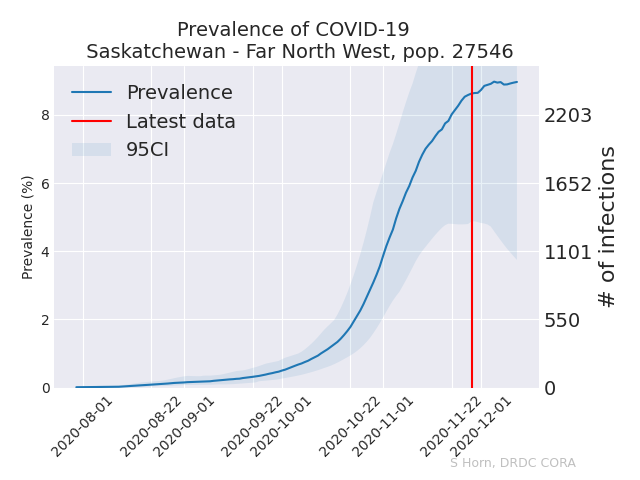 Prevalence of COVID-19
Saskatchewan - Far North West, pop. 27546
Prevalence
Latest data
95CI
Prevalence (%)
8
6
4
2
0
2203
1652
1101
550
0
# of infections
2020-08-01
2020-08-22
2020-09-01
2020-09-22
2020-10-01
2020-10-22
2020-11-01
2020-11-22
2020-12-01
S Horn, DRDC CORA